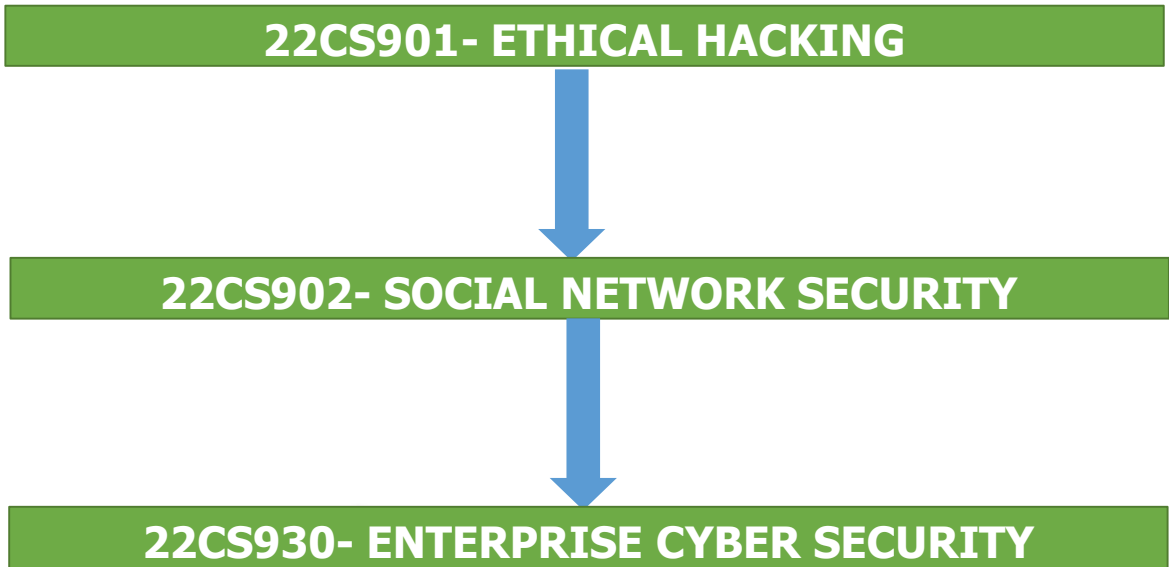 22CS901- ETHICAL HACKING
22CS902- SOCIAL NETWORK SECURITY
22CS930- ENTERPRISE CYBER SECURITY